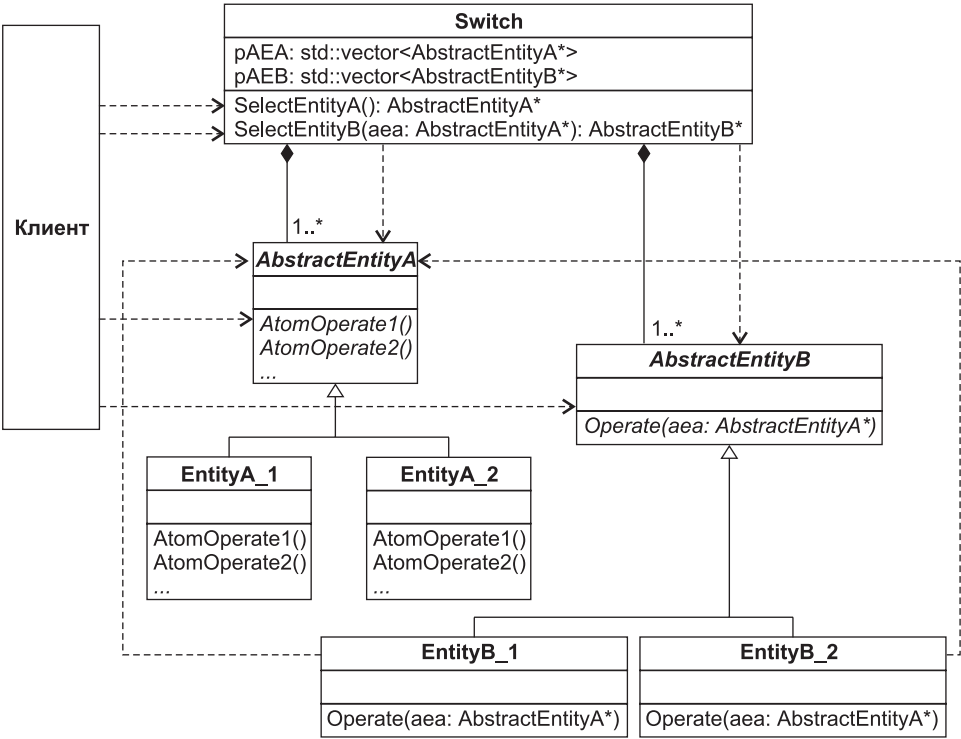 Switch
pAEA: std::vector<AbstractEntityA*>
pAEB: std::vector<AbstractEntityB*>
SelectEntityA(): AbstractEntityA*
SelectEntityB(aea: AbstractEntityA*): AbstractEntityB*
Клиент
1..*
AbstractEntityA
AtomOperate1()
AtomOperate2()
...
1..*
AbstractEntityB
Operate(aea: AbstractEntityA*)
EntityA_1
AtomOperate1()
AtomOperate2()
...
EntityA_2
AtomOperate1()
AtomOperate2()
...
EntityB_1
Operate(aea: AbstractEntityA*)
EntityB_2
Operate(aea: AbstractEntityA*)